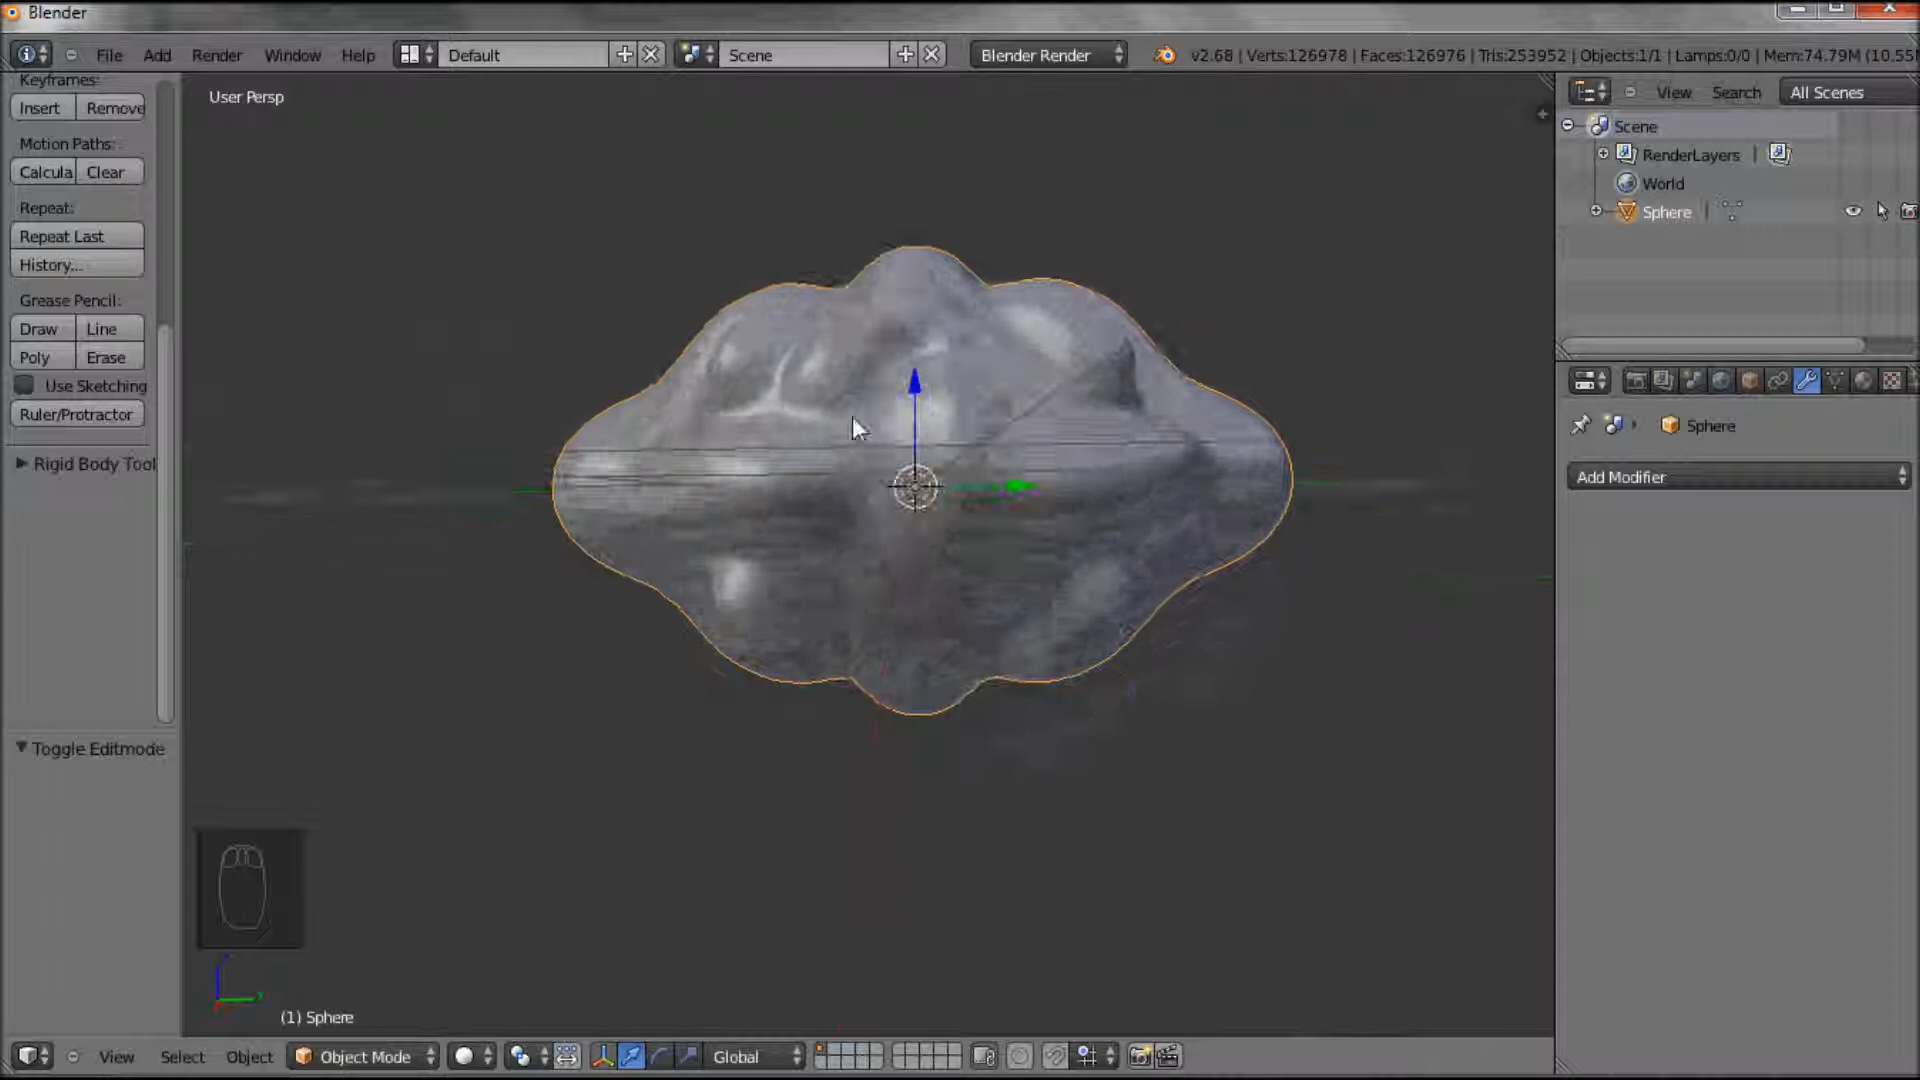 Blender
File Add Render Window Help Default Scene Blender Render v2.68 | Verts:126978 | Faces:126976 | Tris:253952 | Objects:1/1 | Lamps:0/0 | Mem:74.79M (10.55
Keyframes:
Insert Remove
Motion Paths:
Calcula Clear
Repeat:
Repeat Last
History...
Grease Pencil:
Draw Line
Poly Erase
Use Sketching
Ruler/Protractor
Rigid Body Tool
Toggle Editmode
User Persp
(1) Sphere
View Search All Scenes
Scene
RenderLayers |
World
Sphere |
Sphere
Add Modifier
View Select Object Object Mode Global